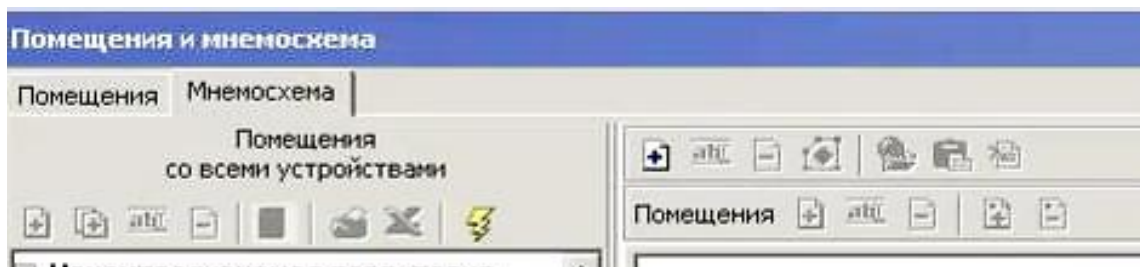 Помещения и мнемосхема
Помещения Мнемосхема
Помещения
со всеми устройствами
Помещения